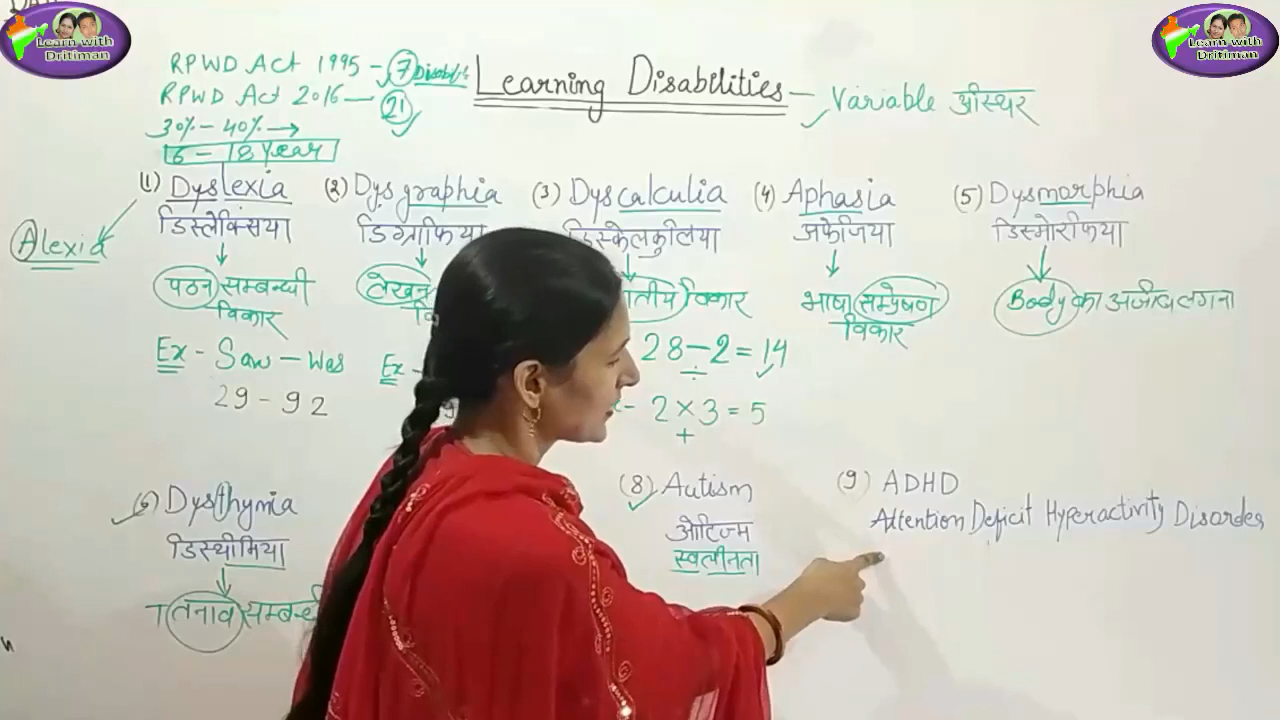 Learn with
Dritiman
Learn with
Dritiman
RPWD Act 1995 - 7 Disabilit
RPWD Act 2016 — 21
30% - 40% →
6 - 18 year
Learning Disabilities — Variable अस्थिर
(1) Dyslexia
डिस्लेक्सिया
पठन सम्बन्धी
विकार
Ex - Saw - Was
29 - 92
Alexia
(2) Dysgraphia
डिग्राफिया
लेखन
वि
Ex -
(3) Dyscalculia
डिस्केलकुलिया
विकार
28 - 2 = 14
÷
2 × 3 = 5
+
(4) Aphasia
अफेजिया
भाषा सम्प्रेषण
विकार
(5) Dysmorphia
डिस्मोरफिया
Body का अजीब लगना
(6) Dysthymia
डिस्थीमिया
तनाव सम्बन्धी
(8) Autism
ओटिज्म
स्वलीनता
(9) ADHD
Attention Deficit Hyperactivity Disorder